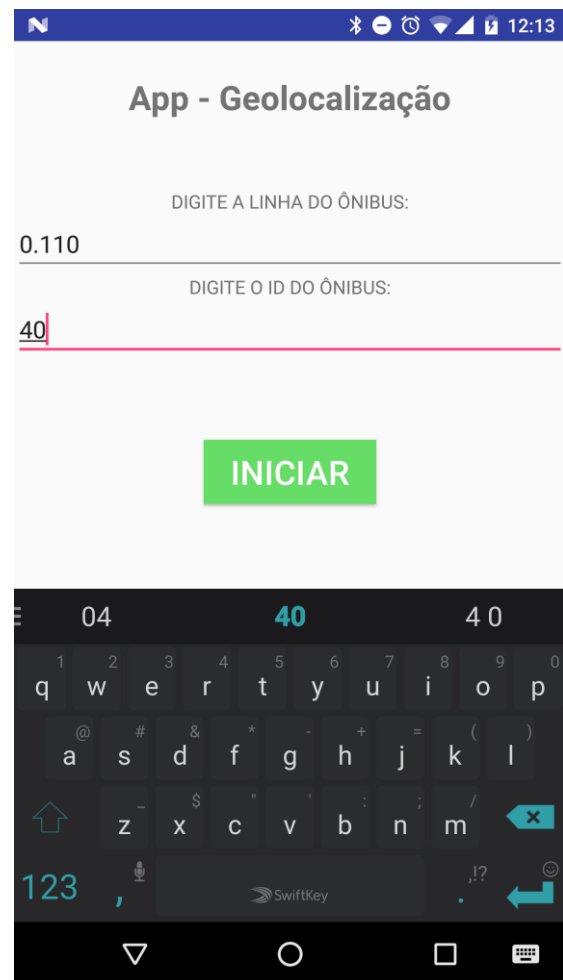 12:13
App - Geolocalização
DIGITE A LINHA DO ÔNIBUS:
0.110
DIGITE O ID DO ÔNIBUS:
40
INICIAR
04 40 4 0
1 2 3 4 5 6 7 8 9 0
q w e r t y u i o p
@ # & * - + = ( )
a s d f g h j k l
_ $ " ' : ; /
z x c v b n m
123 , SwiftKey . ,!?